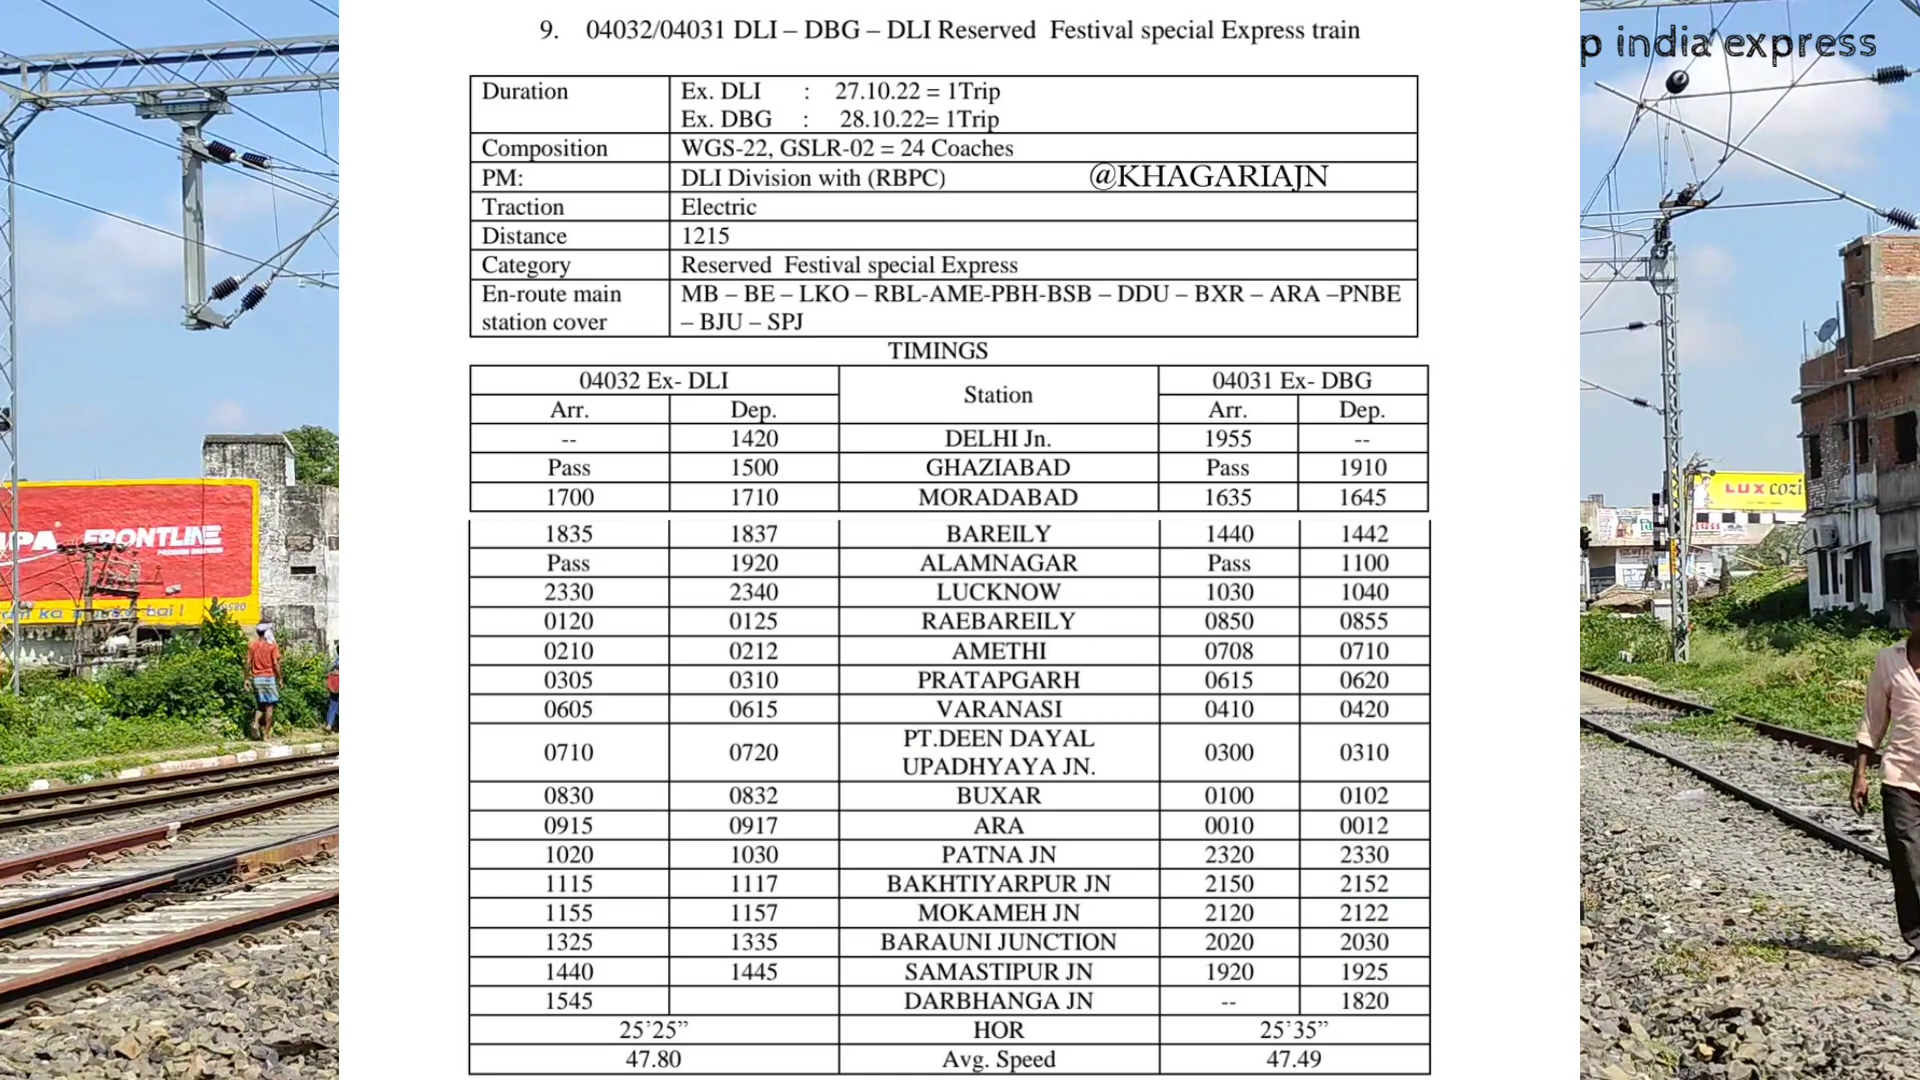 9. 04032/04031 DLI – DBG – DLI Reserved Festival special Express train
p india express
Duration Ex. DLI : 27.10.22 = 1Trip
Ex. DBG : 28.10.22= 1Trip
Composition WGS-22, GSLR-02 = 24 Coaches
PM: DLI Division with (RBPC) @KHAGARIAJN
Traction Electric
Distance 1215
Category Reserved Festival special Express
En-route main station cover MB – BE – LKO – RBL-AME-PBH-BSB – DDU – BXR – ARA –PNBE
– BJU – SPJ
TIMINGS
04032 Ex- DLI Station 04031 Ex- DBG
Arr. Dep. Arr. Dep.
-- 1420 DELHI Jn. 1955 --
Pass 1500 GHAZIABAD Pass 1910
1700 1710 MORADABAD 1635 1645
1835 1837 BAREILY 1440 1442
Pass 1920 ALAMNAGAR Pass 1100
2330 2340 LUCKNOW 1030 1040
0120 0125 RAEBAREILY 0850 0855
0210 0212 AMETHI 0708 0710
0305 0310 PRATAPGARH 0615 0620
0605 0615 VARANASI 0410 0420
0710 0720 PT.DEEN DAYAL UPADHYAYA JN. 0300 0310
0830 0832 BUXAR 0100 0102
0915 0917 ARA 0010 0012
1020 1030 PATNA JN 2320 2330
1115 1117 BAKHTIYARPUR JN 2150 2152
1155 1157 MOKAMEH JN 2120 2122
1325 1335 BARAUNI JUNCTION 2020 2030
1440 1445 SAMASTIPUR JN 1920 1925
1545 DARBHANGA JN -- 1820
25’25” HOR 25’35”
47.80 Avg. Speed 47.49
FRONTLINE
LUX COZI